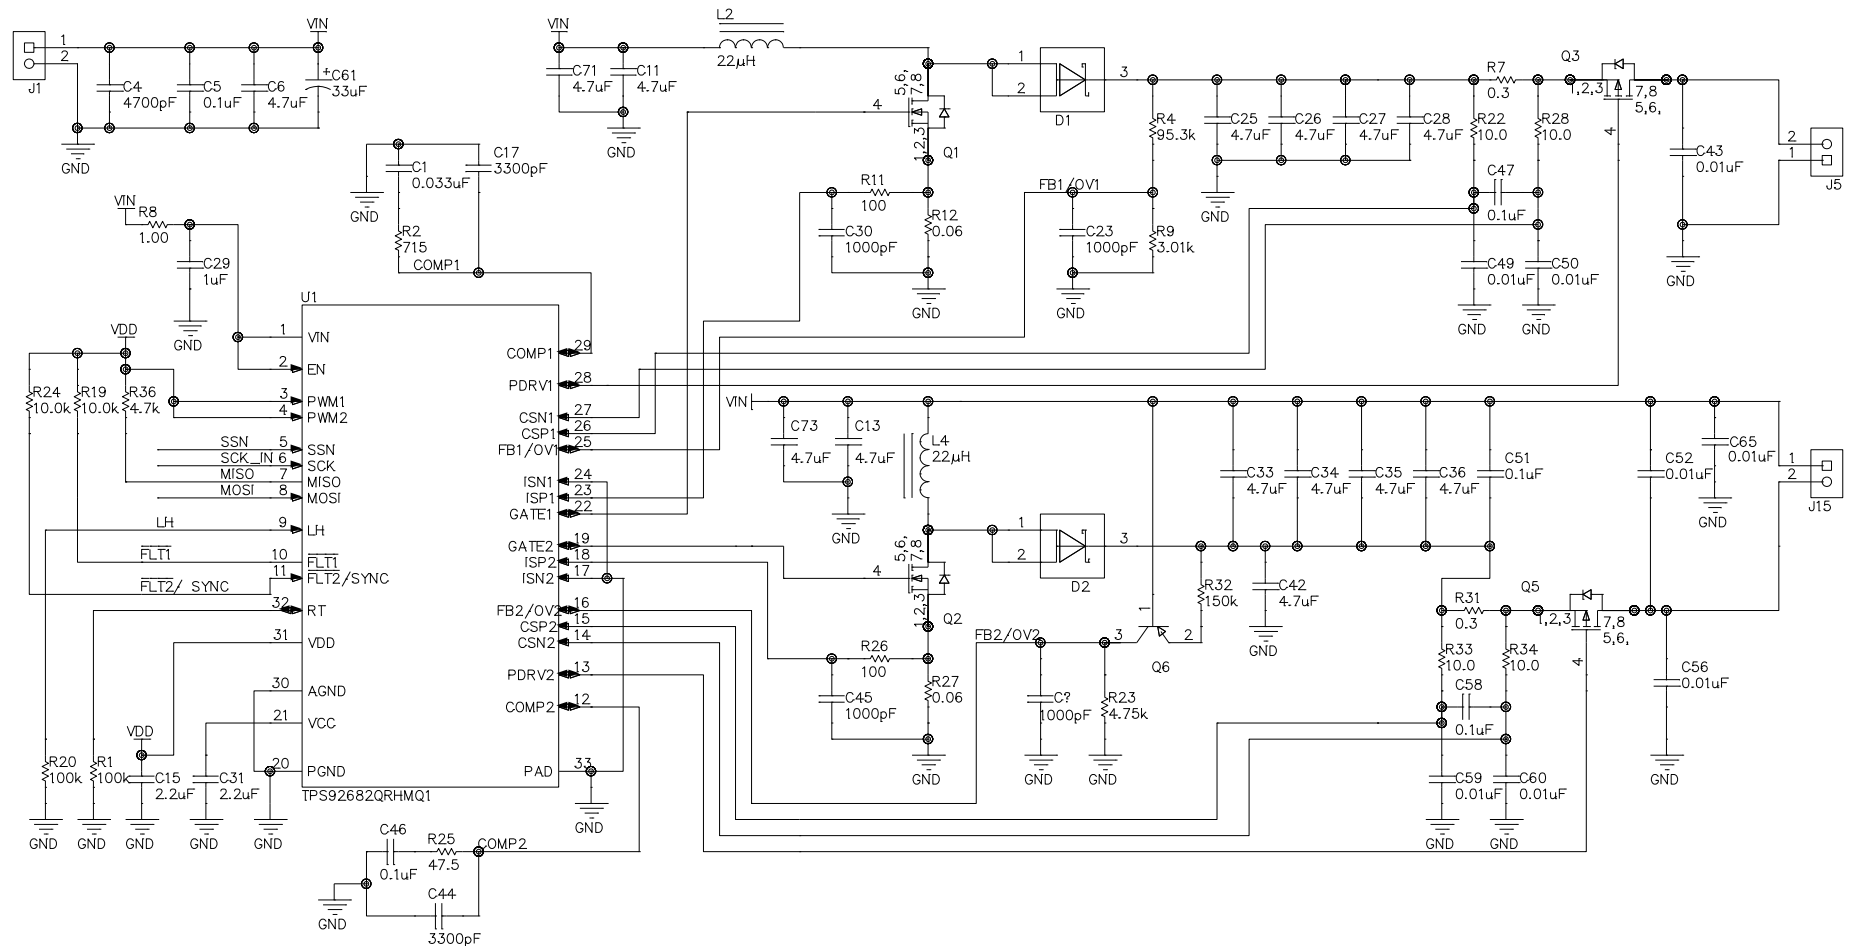 L2
VIN
VIN
22µH
1
2
J1
C4
4700pF
C5
0.1uF
C6
4.7uF
+
C61
33uF
GND
C71
4.7uF
C11
4.7uF
GND
4
5,6,
7,8
1,2,3
Q1
1
2
3
D1
R4
95.3k
C25
4.7uF
C26
4.7uF
C27
4.7uF
C28
4.7uF
R7
0.3
Q3
1,2,3
7,8
5,6,
4
R22
10.0
R28
10.0
C47
0.1uF
C43
0.01uF
2
1
J5
GND
C1
0.033uF
C17
3300pF
GND
R2
715
COMP1
R11
100
R12
0.06
C30
1000pF
GND
FB1/OV1
C23
1000pF
R9
3.01k
GND
GND
C49
0.01uF
C50
0.01uF
GND
GND
VIN
R8
1.00
C29
1uF
GND
U1
1
VIN
2
EN
3
PWM1
4
PWM2
SSN
5
SSN
SCK_IN
6
SCK
MISO
7
MISO
MOSI
8
MOSI
LH
9
LH
FLT1
10
FLT1
FLT2/ SYNC
11
FLT2/SYNC
32
RT
31
VDD
30
AGND
21
VCC
20
PGND
COMP1
29
PDRV1
28
CSN1
27
CSP1
26
FB1/OV1
25
ISN1
24
ISP1
23
GATE1
22
GATE2
19
ISP2
18
ISN2
17
FB2/OV2
16
CSP2
15
CSN2
14
PDRV2
13
COMP2
12
PAD
33
TPS92682QRHMQ1
VDD
R24
10.0k
R19
10.0k
R36
4.7k
VDD
R20
100k
R1
100k
C15
2.2uF
C31
2.2uF
GND
GND
GND
GND
GND
GND
C46
0.1uF
R25
47.5
COMP2
C44
3300pF
GND
VIN
C73
4.7uF
C13
4.7uF
L4
22µH
GND
4
5,6,
7,8
1,2,3
Q2
1
2
3
D2
R26
100
R27
0.06
C45
1000pF
GND
FB2/OV2
3
1
2
Q6
R32
150k
C?
1000pF
R23
4.75k
GND
GND
C33
4.7uF
C34
4.7uF
C35
4.7uF
C36
4.7uF
C51
0.1uF
C42
4.7uF
GND
C52
0.01uF
C65
0.01uF
GND
1
2
J15
R31
0.3
Q5
1,2,3
7,8
5,6,
4
R33
10.0
R34
10.0
C58
0.1uF
C56
0.01uF
GND
C59
0.01uF
C60
0.01uF
GND
GND